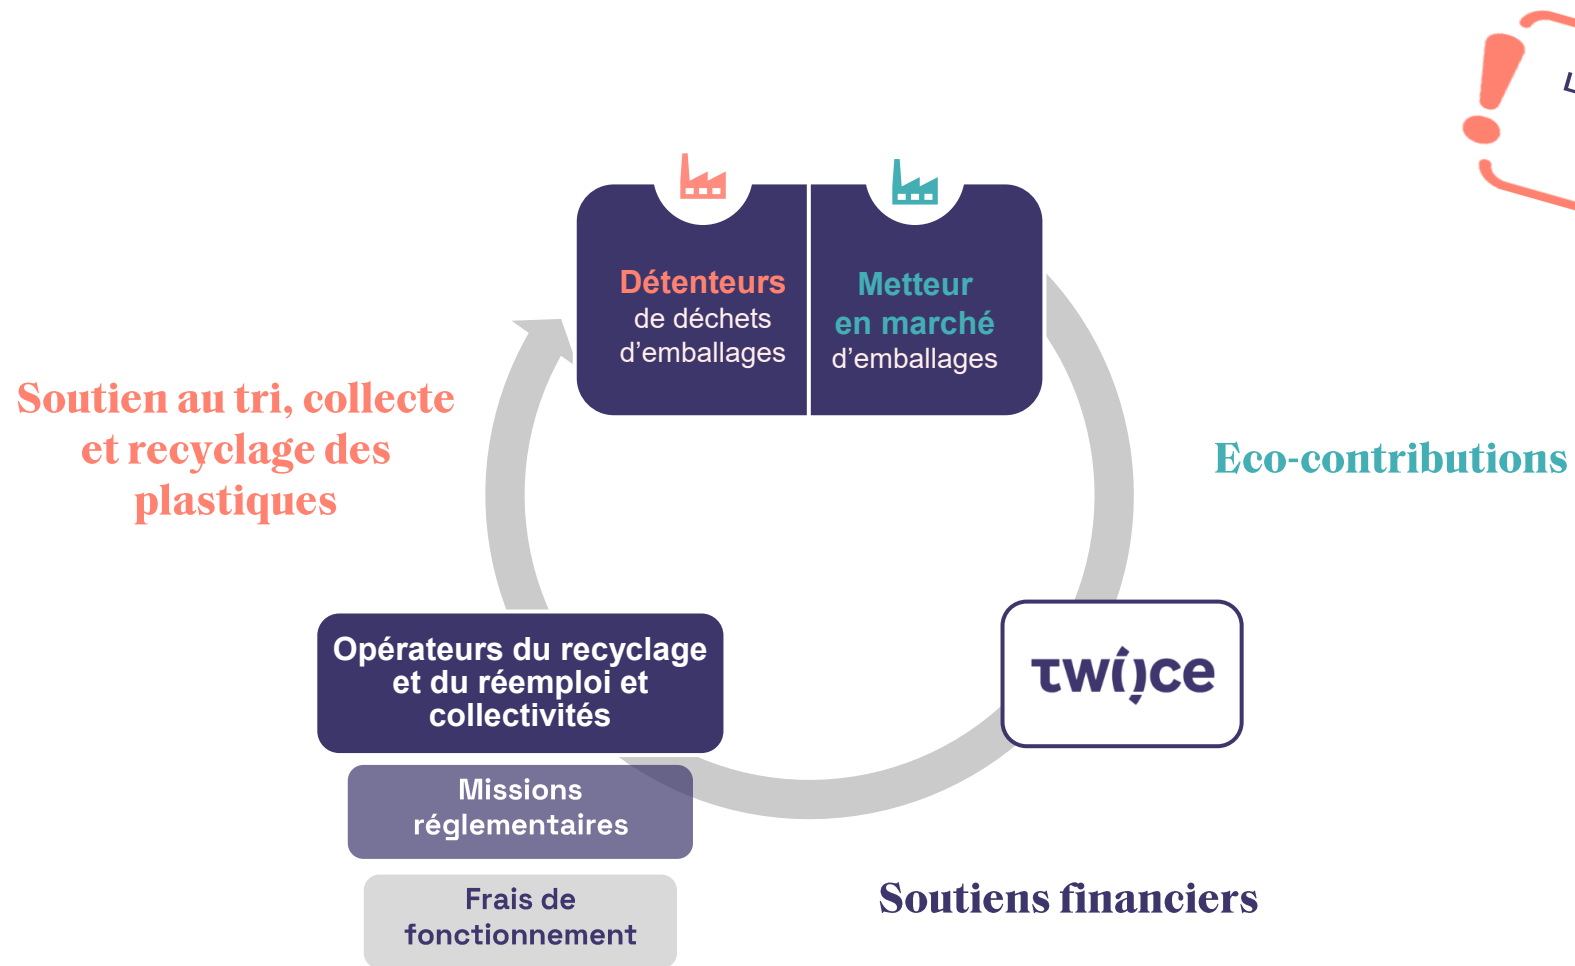 Détenteurs
de déchets
d'emballages
Metteur
en marché
d'emballages
Soutien au tri, collecte
et recyclage des
plastiques
Eco-contributions
Opérateurs du recyclage
et du réemploi et
collectivités
twice
Missions
réglementaires
Frais de
fonctionnement
Soutiens financiers